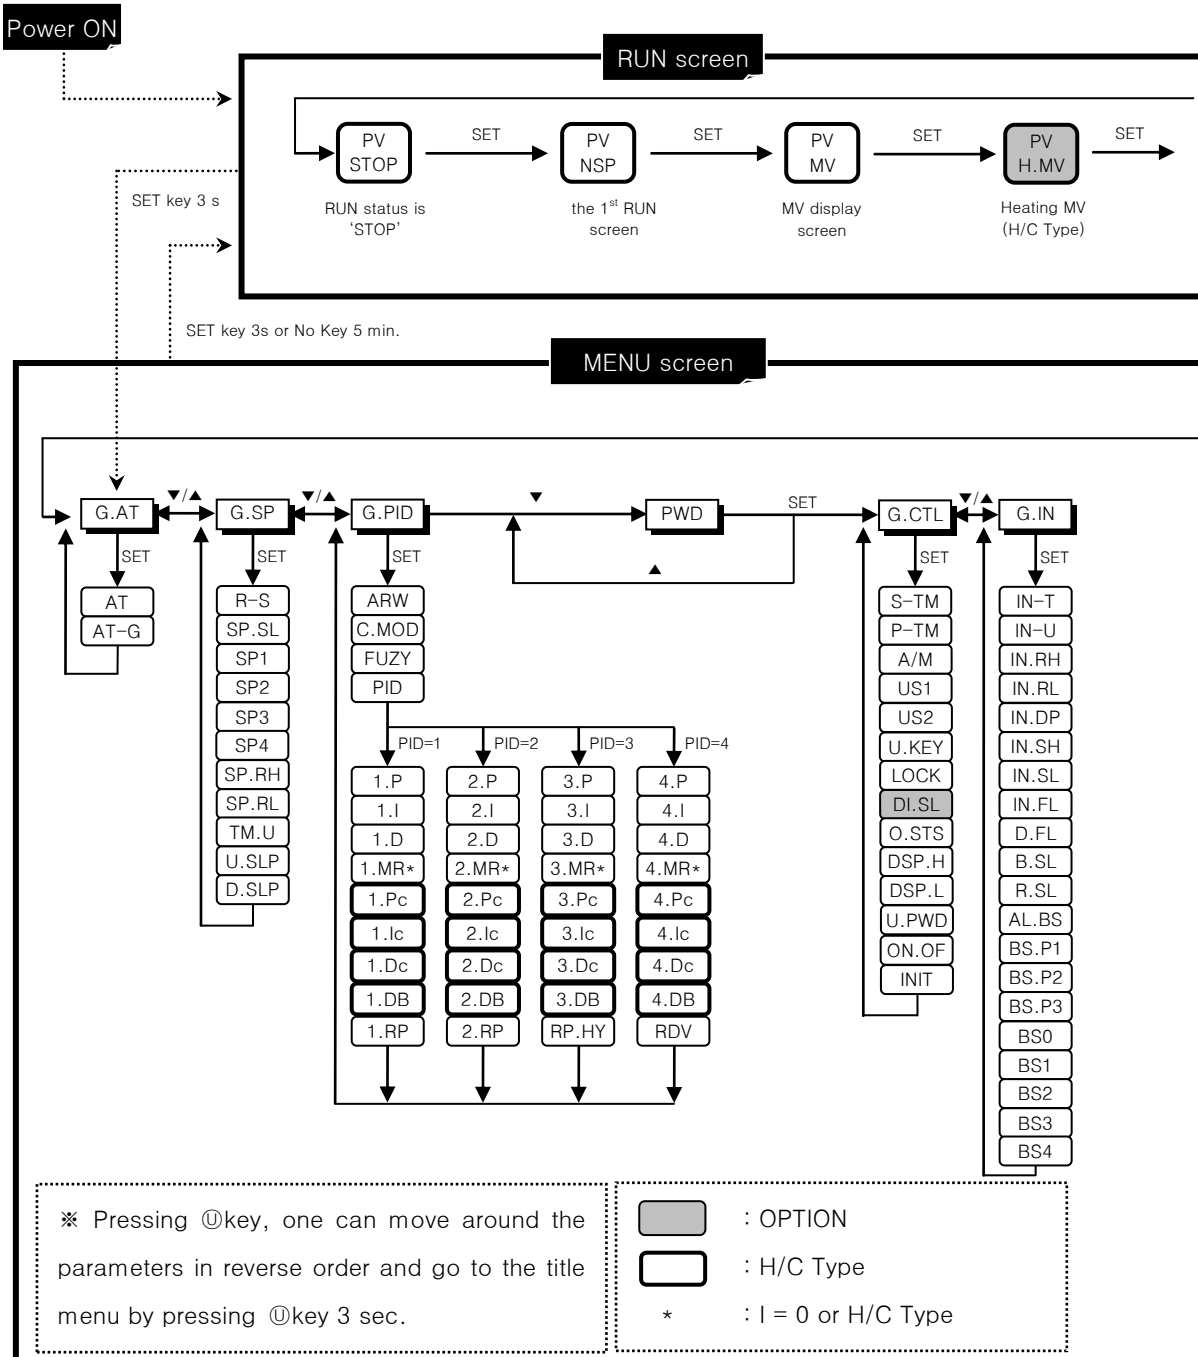 Power ON
RUN screen
PV
STOP
SET
PV
NSP
SET
PV
MV
SET
PV
H.MV
SET
RUN status is
‘STOP’
the 1st RUN
screen
MV display
screen
Heating MV
(H/C Type)
SET key 3 s
SET key 3s or No Key 5 min.
MENU screen
G.AT
▼/▲
G.SP
▼/▲
G.PID
▼
▲
PWD
SET
G.CTL
▼/▲
G.IN
SET
AT
AT-G
SET
R-S
SP.SL
SP1
SP2
SP3
SP4
SP.RH
SP.RL
TM.U
U.SLP
D.SLP
SET
ARW
C.MOD
FUZY
PID
PID=1
1.P
1.I
1.D
1.MR*
1.Pc
1.Ic
1.Dc
1.DB
1.RP
PID=2
2.P
2.I
2.D
2.MR*
2.Pc
2.Ic
2.Dc
2.DB
2.RP
PID=3
3.P
3.I
3.D
3.MR*
3.Pc
3.Ic
3.Dc
3.DB
RP.HY
PID=4
4.P
4.I
4.D
4.MR*
4.Pc
4.Ic
4.Dc
4.DB
RDV
SET
S-TM
P-TM
A/M
US1
US2
U.KEY
LOCK
DI.SL
O.STS
DSP.H
DSP.L
U.PWD
ON.OF
INIT
SET
IN-T
IN-U
IN.RH
IN.RL
IN.DP
IN.SH
IN.SL
IN.FL
D.FL
B.SL
R.SL
AL.BS
BS.P1
BS.P2
BS.P3
BS0
BS1
BS2
BS3
BS4
※ Pressing Ⓤkey, one can move around the
parameters in reverse order and go to the title
menu by pressing Ⓤkey 3 sec.
: OPTION
: H/C Type
* : I = 0 or H/C Type